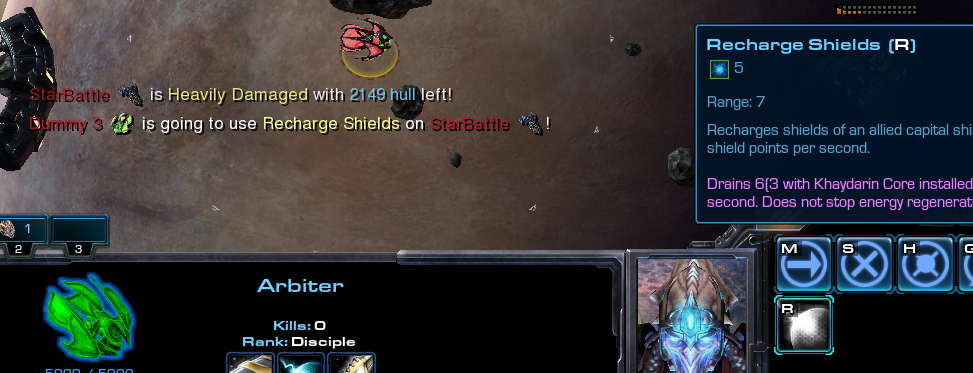 Recharge Shields (R)
5
Range: 7
StarBattle is Heavily Damaged with 2149 hull left!
Dummy 3 is going to use Recharge Shields on StarBattle !
Recharges shields of an allied capital shi
shield points per second.
Drains 6(3 with Khaydarin Core installed
second. Does not stop energy regenerat
1
2 3
M S H
Arbiter
R
Kills: 0
Rank: Disciple